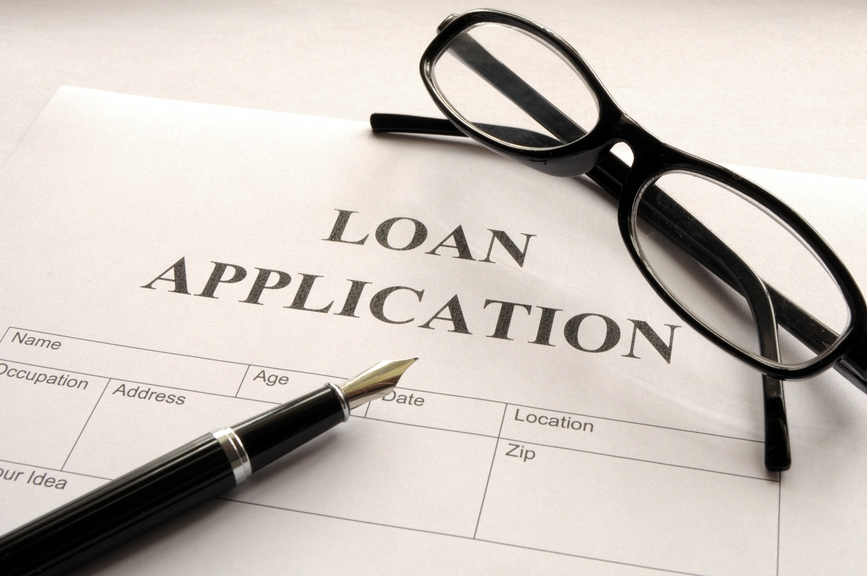 LOAN
APPLICATION
Name
Age
Date
Location
Occupation
Address
Zip
our Idea